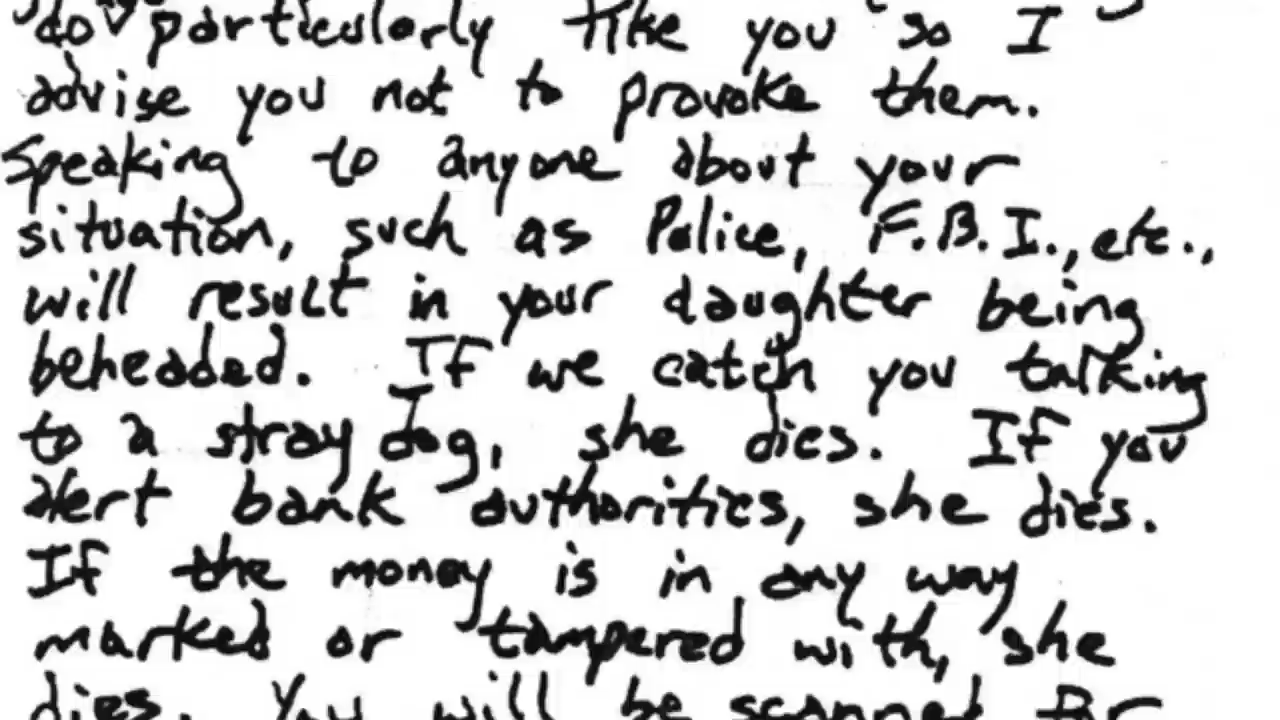 do particularly like you so I
advise you not to provoke them.
Speaking to anyone about your
situation, such as Police, F.B.I., etc.,
will result in your daughter being
beheaded. If we catch you talking
to a stray dog, she dies. If you
alert bank authorities, she dies.
If the money is in any way
marked or tampered with, she
dies. You will be scanned for